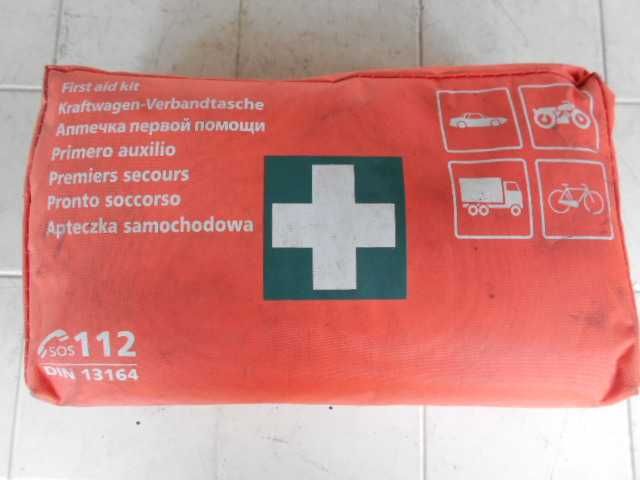 First aid kit
Kraftwagen-Verbandtasche
Аптечка первой помощи
Primero auxilio
Premiers secours
Pronto soccorso
Apteczka samochodowa
SOS 112
DIN 13164